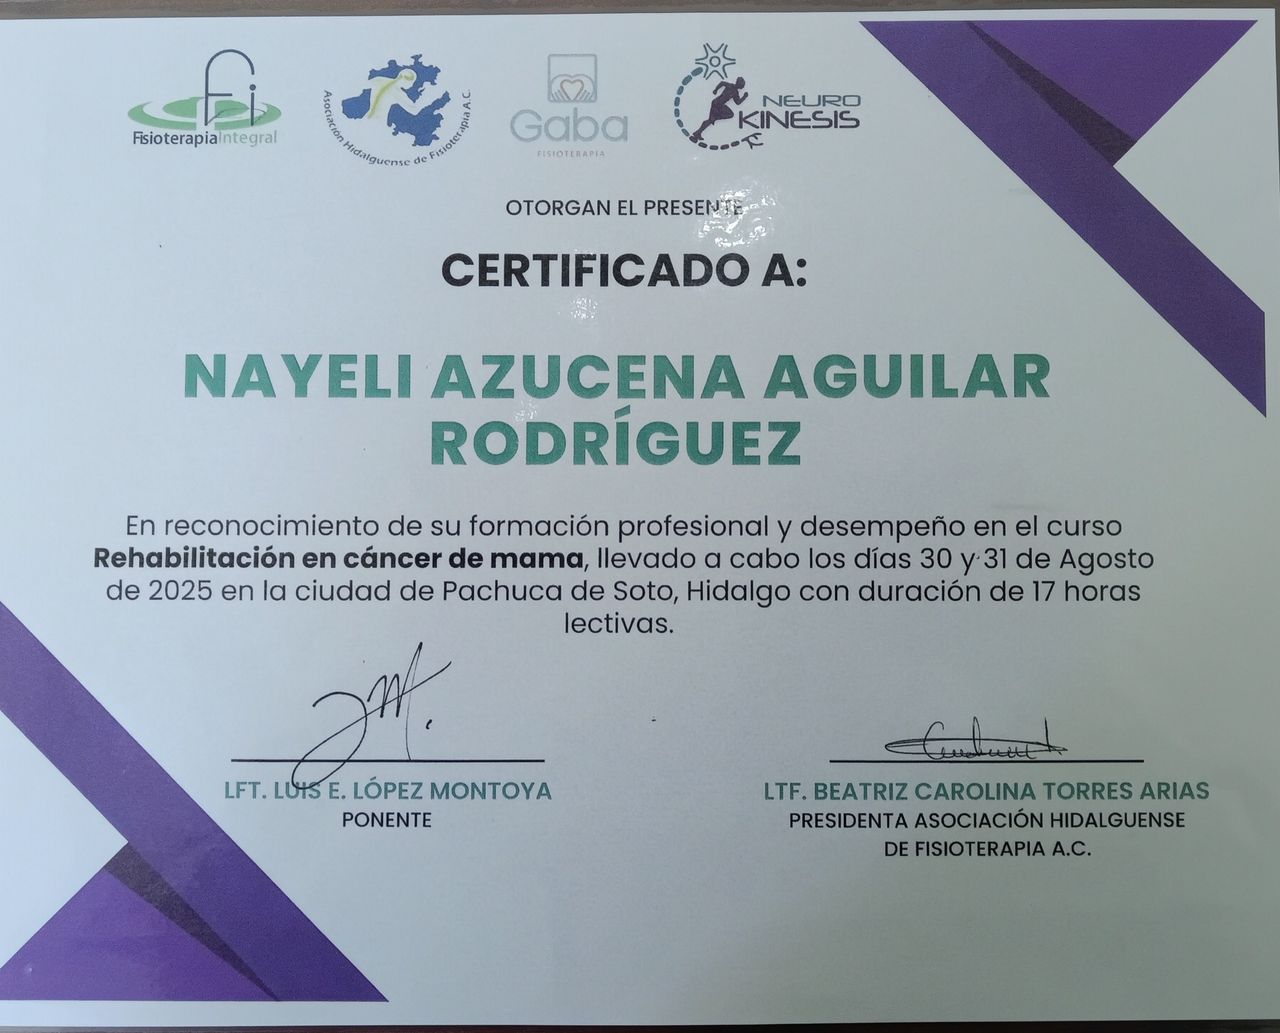 Fi
FisioterapiaIntegral
Asociación Hidalguense de Fisioterapia A.C.
Gaba
FISIOTERAPIA
NEURO
KINESIS
OTORGAN EL PRESENTE
CERTIFICADO A:
NAYELI AZUCENA AGUILAR
RODRÍGUEZ
En reconocimiento de su formación profesional y desempeño en el curso
Rehabilitación en cáncer de mama, llevado a cabo los días 30 y 31 de Agosto
de 2025 en la ciudad de Pachuca de Soto, Hidalgo con duración de 17 horas
lectivas.
LFT. LUIS E. LÓPEZ MONTOYA
PONENTE
LTF. BEATRIZ CAROLINA TORRES ARIAS
PRESIDENTA ASOCIACIÓN HIDALGUENSE
DE FISIOTERAPIA A.C.